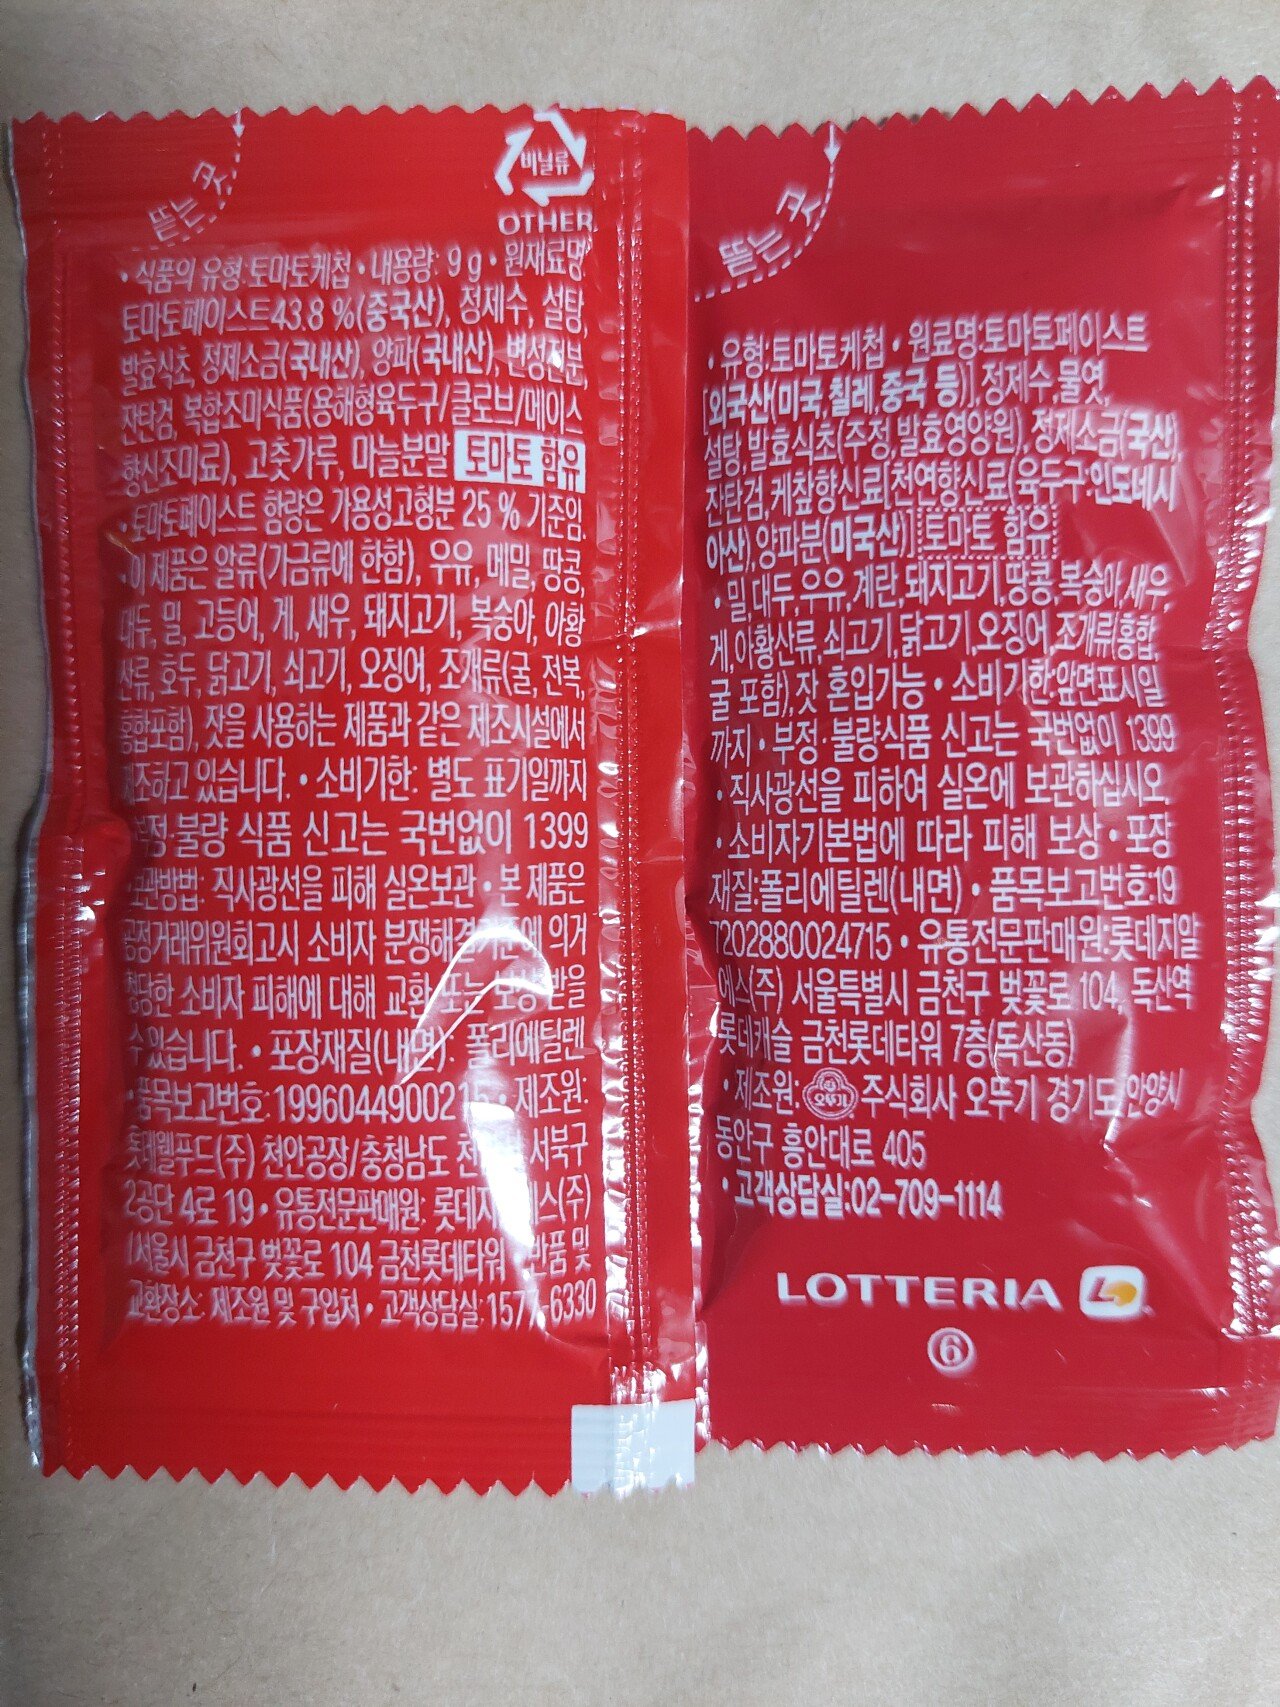 뜯는 곳
비닐류
OTHER
• 식품의 유형:토마토케첩 • 내용량: 9 g • 원재료명
토마토페이스트43.8 %(중국산), 정제수, 설탕,
발효식초, 정제소금(국내산), 양파(국내산), 변성전분,
잔탄검, 복합조미식품(용해형육두구/클로브/메이스
향신조미료), 고춧가루, 마늘분말 토마토 함유
• 토마토페이스트 함량은 가용성고형분 25 % 기준임.
•이 제품은 알류(가금류에 한함), 우유, 메밀, 땅콩,
대두, 밀, 고등어, 게, 새우, 돼지고기, 복숭아, 아황
산류, 호두, 닭고기, 쇠고기, 오징어, 조개류(굴, 전복,
홍합포함), 잣을 사용하는 제품과 같은 제조시설에서
제조하고 있습니다. • 소비기한: 별도 표기일까지
부정·불량 식품 신고는 국번없이 1399
보관방법: 직사광선을 피해 실온보관 • 본 제품은
공정거래위원회고시 소비자 분쟁해결기준에 의거
정당한 소비자 피해에 대해 교환 또는 보상 받을
수있습니다. • 포장재질(내면): 폴리에틸렌
•품목보고번호:199604490021 • 제조원:
롯데웰푸드(주) 천안공장/충청남도 서북구
2공단 4로 19 • 유통전문판매원: 롯데지 스(주)
/서울시 금천구 벚꽃로 104 금천롯데타워 반품 및
교환장소: 제조원 및 구입처 • 고객상담실:1577-6330
뜯는 곳
• 유형:토마토케첩 • 원료명:토마토페이스트
[외국산(미국,칠레,중국 등)],정제수,물엿,
설탕,발효식초(주정,발효영양원), 정제소금(국산),
잔탄검,케찹향신료[천연향신료(육두구:인도네시
아산),양파분(미국산)] 토마토 함유
• 밀,대두,우유,계란,돼지고기,땅콩,복숭아,새우,
게,아황산류,쇠고기,닭고기,오징어,조개류(홍합,
굴 포함),잣 혼입가능 • 소비기한:앞면표시일
까지 • 부정·불량식품 신고는 국번없이 1399
• 직사광선을 피하여 실온에 보관하십시오.
• 소비자기본법에 따라 피해 보상 • 포장
재질:폴리에틸렌(내면) • 품목보고번호:19
7202880024715 • 유통전문판매원:롯데지알
에스(주) 서울특별시 금천구 벚꽃로 104, 독산역
롯데캐슬 금천롯데타워 7층(독산동)
• 제조원: 오뚜기 주식회사 오뚜기 경기도 안양시
동안구 흥안대로 405
• 고객상담실:02-709-1114
LOTTERIA L
⑥